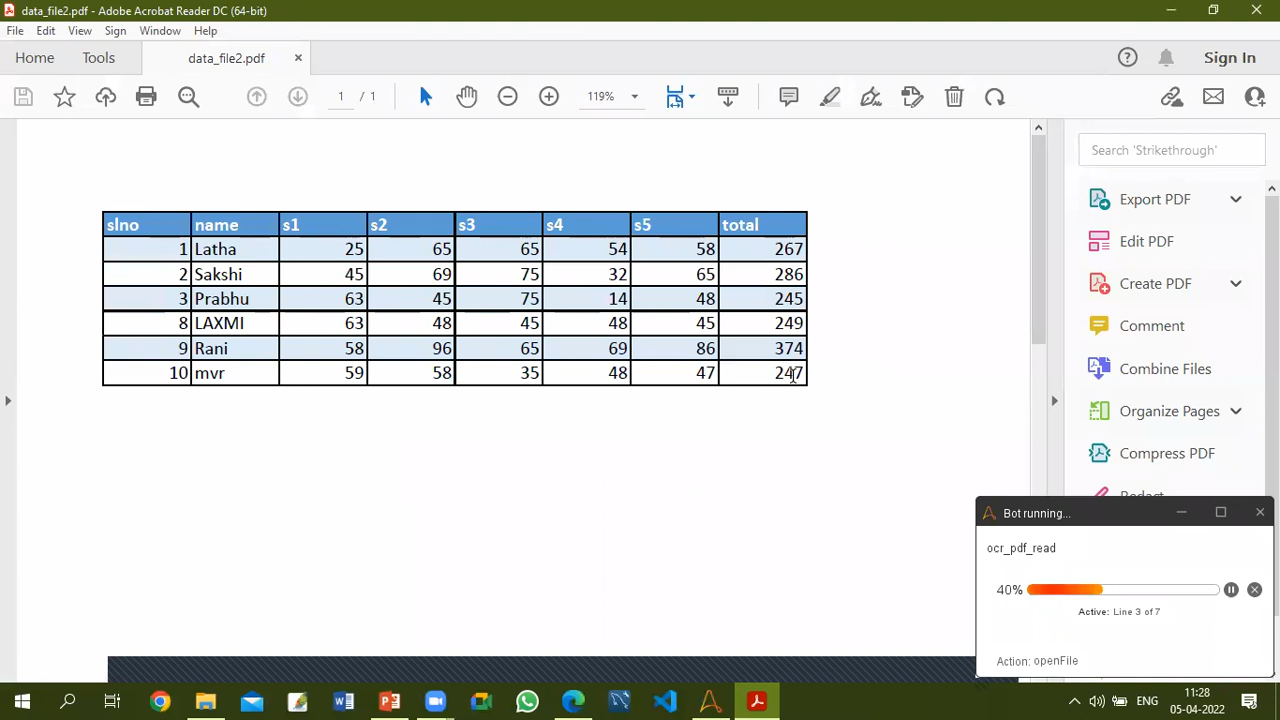 data_file2.pdf - Adobe Acrobat Reader DC (64-bit)
File Edit View Sign Window Help
Home Tools data_file2.pdf Sign In
1 / 1 119%
Search 'Strikethrough'
Export PDF
Edit PDF
Create PDF
Comment
Combine Files
Organize Pages
Compress PDF
Redact
slno name s1 s2 s3 s4 s5 total
1 Latha 25 65 65 54 58 267
2 Sakshi 45 69 75 32 65 286
3 Prabhu 63 45 75 14 48 245
8 LAXMI 63 48 45 48 45 249
9 Rani 58 96 65 69 86 374
10 mvr 59 58 35 48 47 247
Bot running...
ocr_pdf_read
40%
Active: Line 3 of 7
Action: openFile
ENG
11:28
05-04-2022